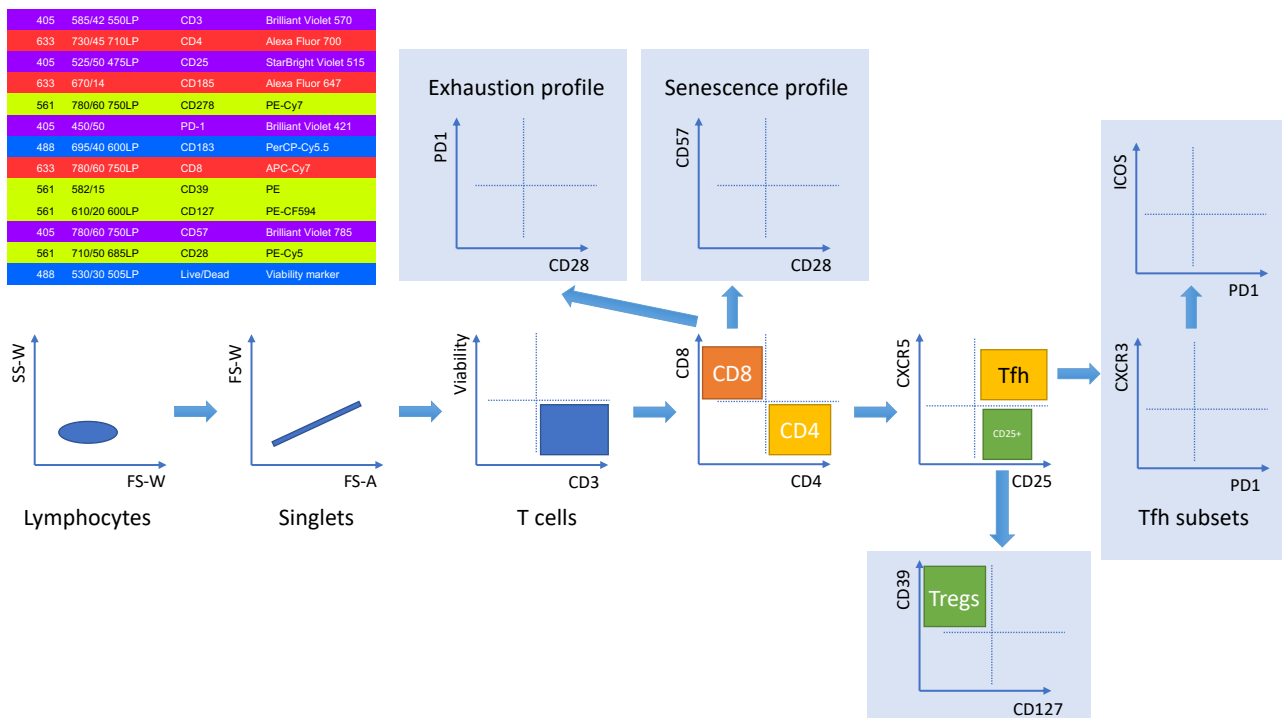 405 585/42 550LP CD3 Brilliant Violet 570
633 730/45 710LP CD4 Alexa Fluor 700
405 525/50 475LP CD25 StarBright Violet 515
633 670/14 CD185 Alexa Fluor 647
561 780/60 750LP CD278 PE-Cy7
405 450/50 PD-1 Brilliant Violet 421
488 695/40 600LP CD183 PerCP-Cy5.5
633 780/60 750LP CD8 APC-Cy7
561 582/15 CD39 PE
561 610/20 600LP CD127 PE-CF594
405 780/60 750LP CD57 Brilliant Violet 785
561 710/50 685LP CD28 PE-Cy5
488 530/30 505LP Live/Dead Viability marker
Exhaustion profile
PD1
CD28
Senescence profile
CD57
CD28
ICOS
PD1
SS-W
FS-W
Lymphocytes
FS-W
FS-A
Singlets
Viability
CD3
T cells
CD8
CD8
CD4
CD4
CXCR5
Tfh
CD25+
CD25
CXCR3
PD1
Tfh subsets
CD39
Tregs
CD127